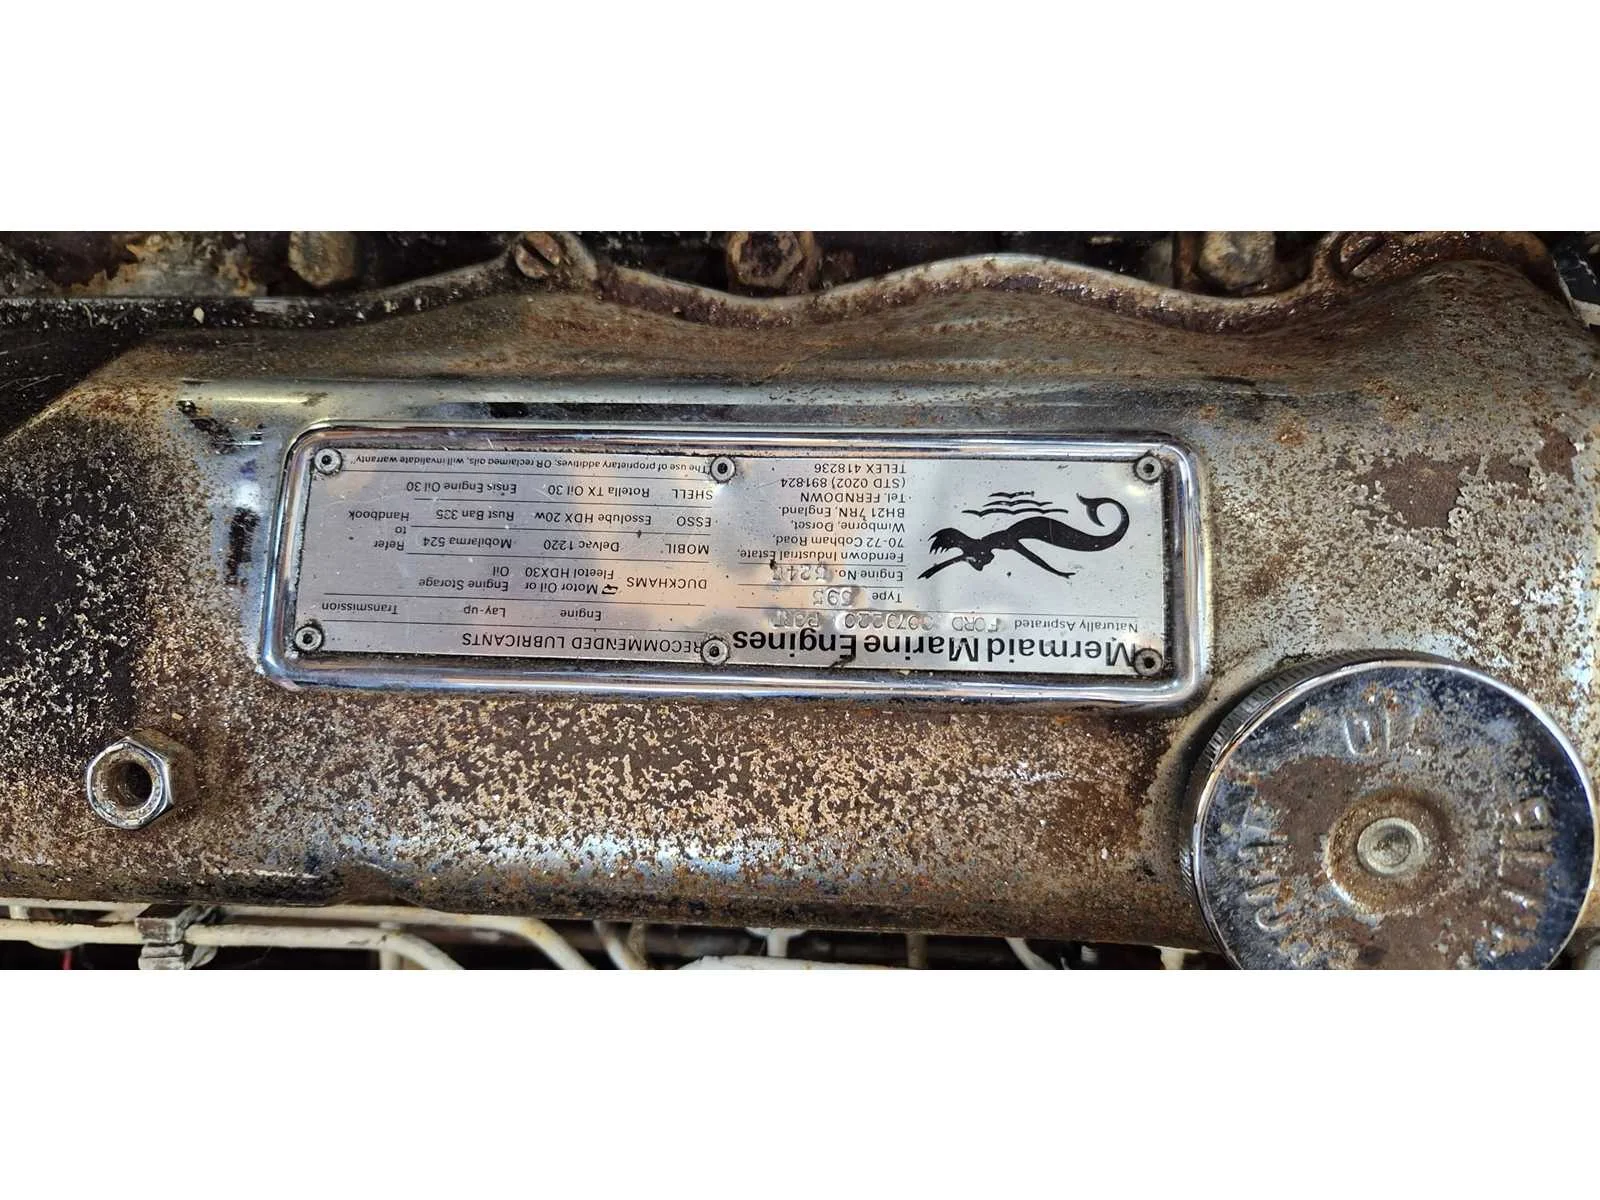 Mermaid Marine Engines
Naturally Aspirated FORD PORT
Type 595
Engine No.
Ferndown Industrial Estate,
70-72 Cobham Road,
Wimborne, Dorset,
BH21 7RN, England.
Tel. FERNDOWN
(STD 0202) 891824
TELEX 418236
RECOMMENDED LUBRICANTS
Engine Lay-up Transmission
DUCKHAMS Motor Oil or Engine Storage
Fleetol HDX30 Oil
MOBIL Delvac 1220 Mobilarma 524 Refer
ESSO Essolube HDX 20w Rust Ban 335 to
SHELL Rotella TX Oil 30 Ensis Engine Oil 30 Handbook
"The use of proprietary additives, OR reclaimed oils, will invalidate warranty"
OIL